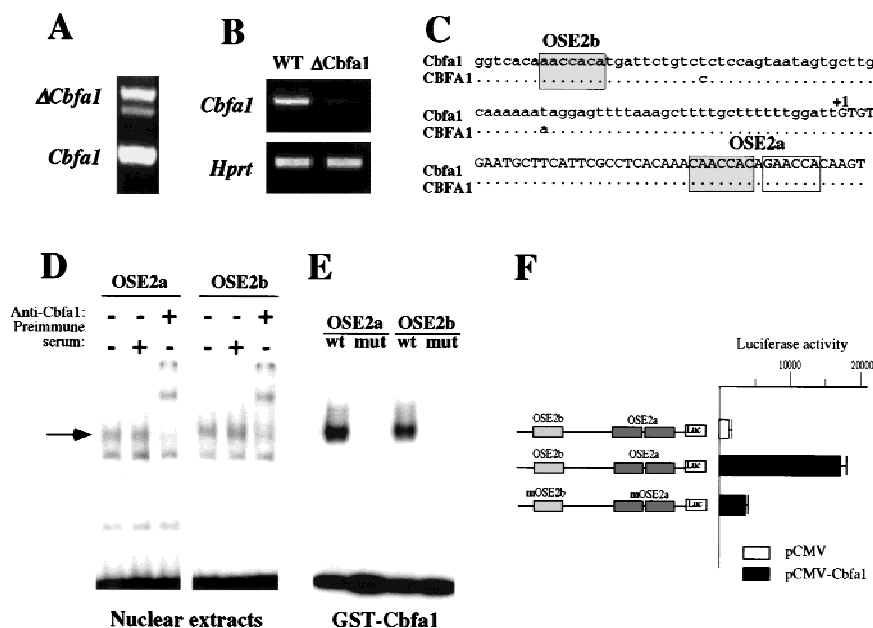 A
ΔCbfa1
Cbfa1
B
WT ΔCbfa1
Cbfa1
Hprt
C
OSE2b
Cbfa1 ggtcacaaaccacatgattctgtctctccagtaatagtgcttg
CBFA1 c
+1
Cbfa1 caaaaaataggagttttaaagcttttgcttttttggattGTGT
CBFA1 a
OSE2a
Cbfa1 GAATGCTTCATTCGCCTCACAAACAACCACAGAACCACAAGT
CBFA1
D
OSE2a OSE2b
Anti-Cbfa1: - - + - - +
Preimmune
serum: - + - +
Nuclear extracts
E
OSE2a OSE2b
wt mut wt mut
GST-Cbfa1
F
Luciferase activity
10000 20000
OSE2b OSE2a Luc
OSE2b OSE2a Luc
mOSE2b mOSE2a Luc
pCMV
pCMV-Cbfa1